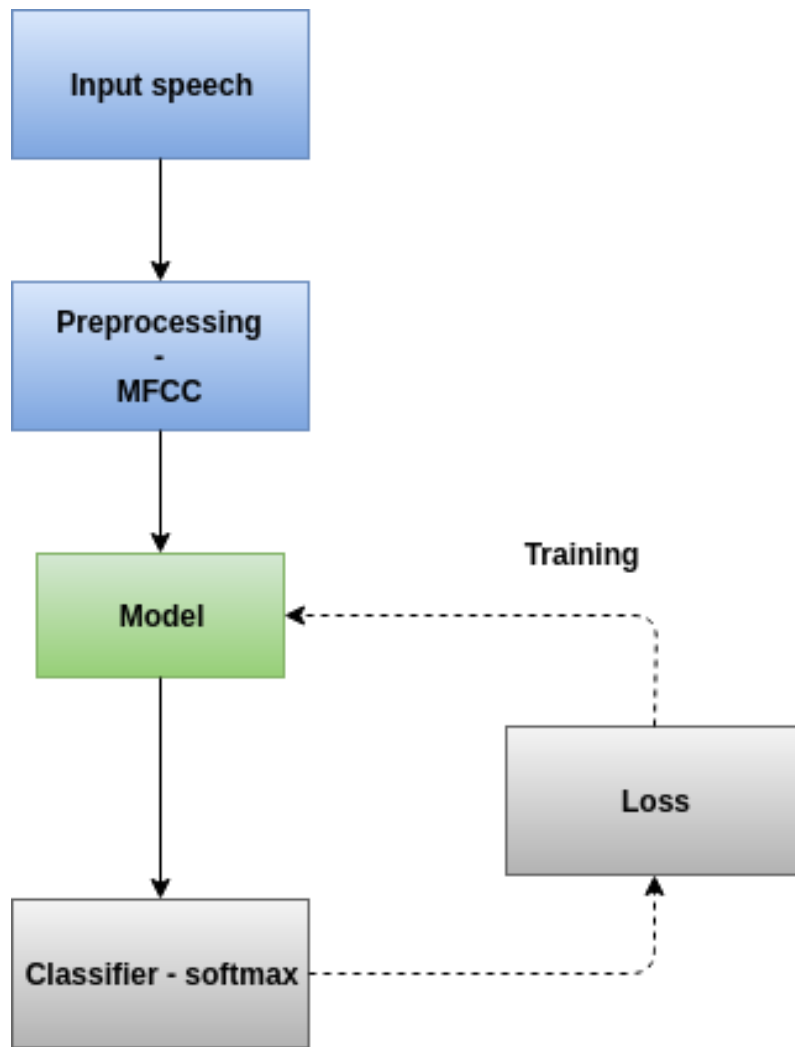 Input speech
Preprocessing
-
MFCC
Training
Model
Loss
Classifier - softmax